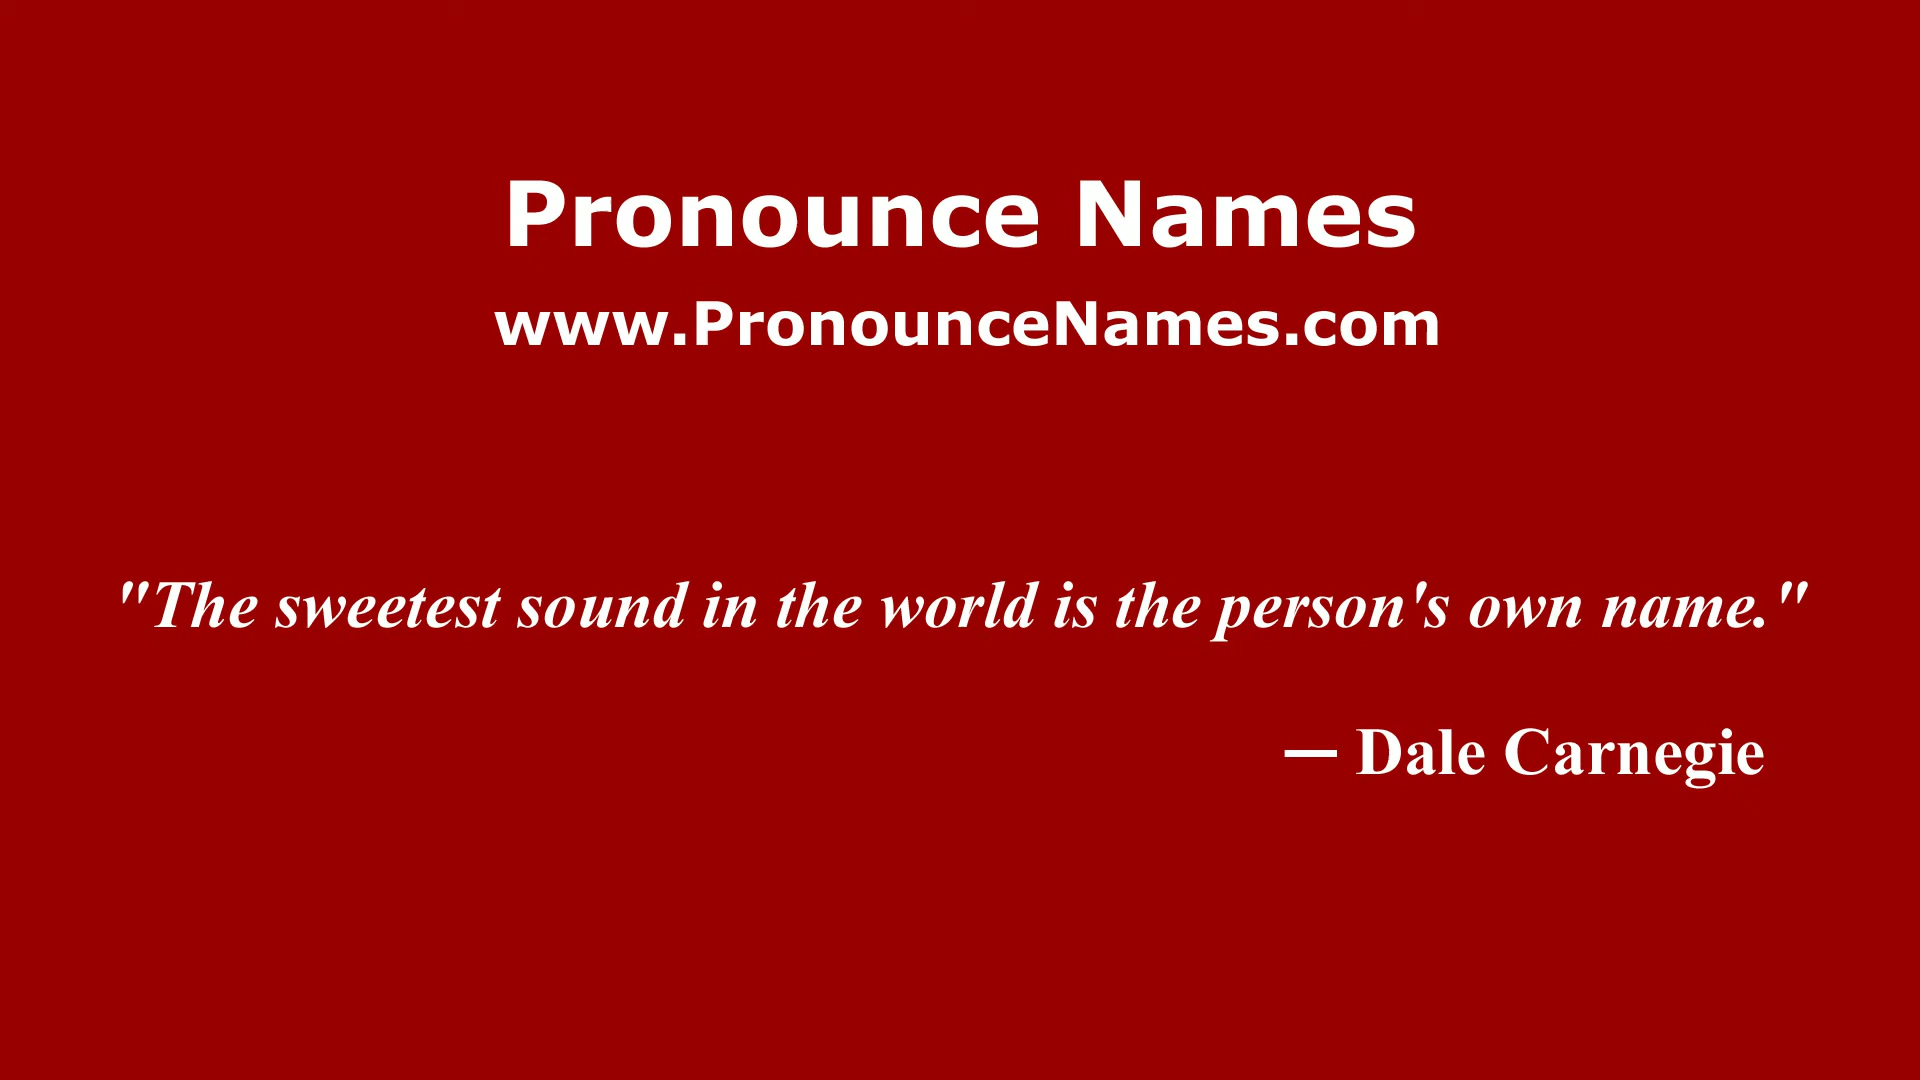 Pronounce Names
www.PronounceNames.com
"The sweetest sound in the world is the person's own name."
— Dale Carnegie